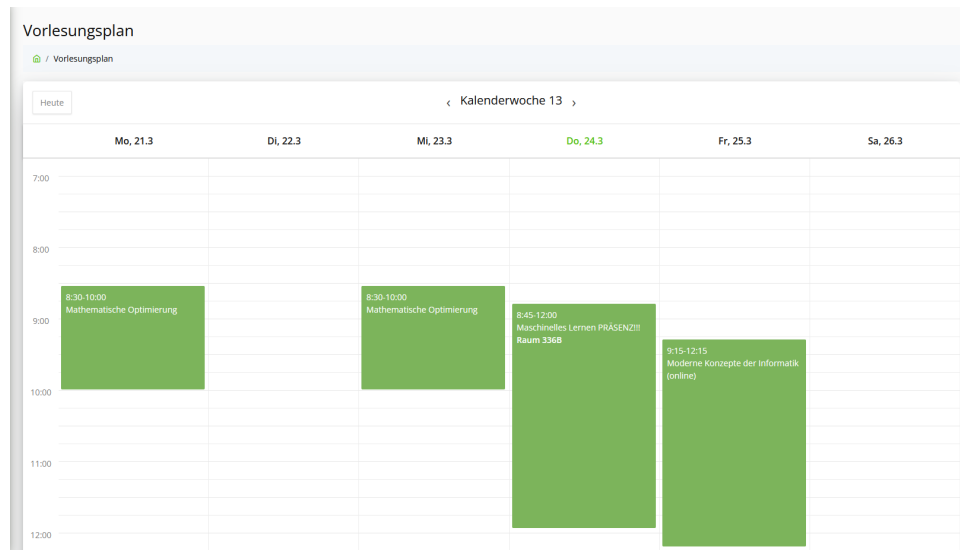 Vorlesungsplan
/ Vorlesungsplan
Heute
‹ Kalenderwoche 13 ›
Mo, 21.3
Di, 22.3
Mi, 23.3
Do, 24.3
Fr, 25.3
Sa, 26.3
7:00
8:00
9:00
10:00
11:00
12:00
8:30-10:00
Mathematische Optimierung
8:30-10:00
Mathematische Optimierung
8:45-12:00
Maschinelles Lernen PRÄSENZ!!!
Raum 336B
9:15-12:15
Moderne Konzepte der Informatik
(online)